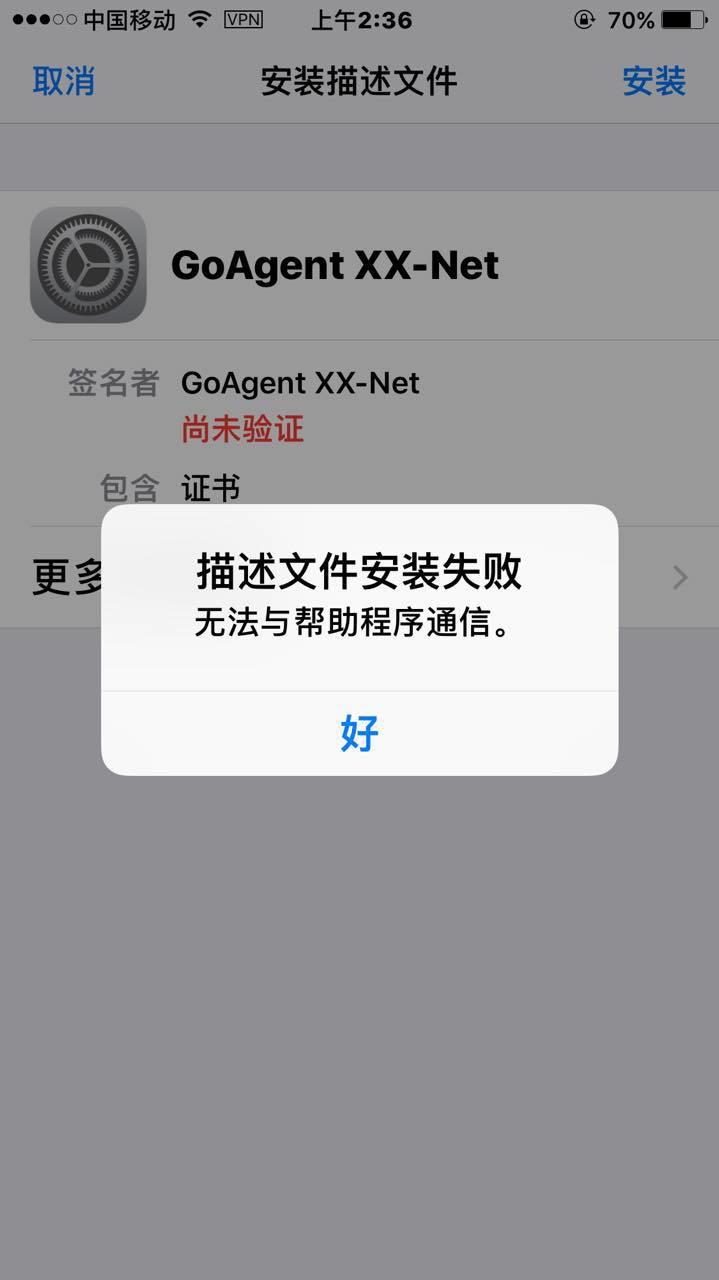 中国移动 VPN 上午2:36 70%
取消 安装描述文件 安装
GoAgent XX-Net
签名者 GoAgent XX-Net
尚未验证
包含 证书
更多
描述文件安装失败
无法与帮助程序通信。
好